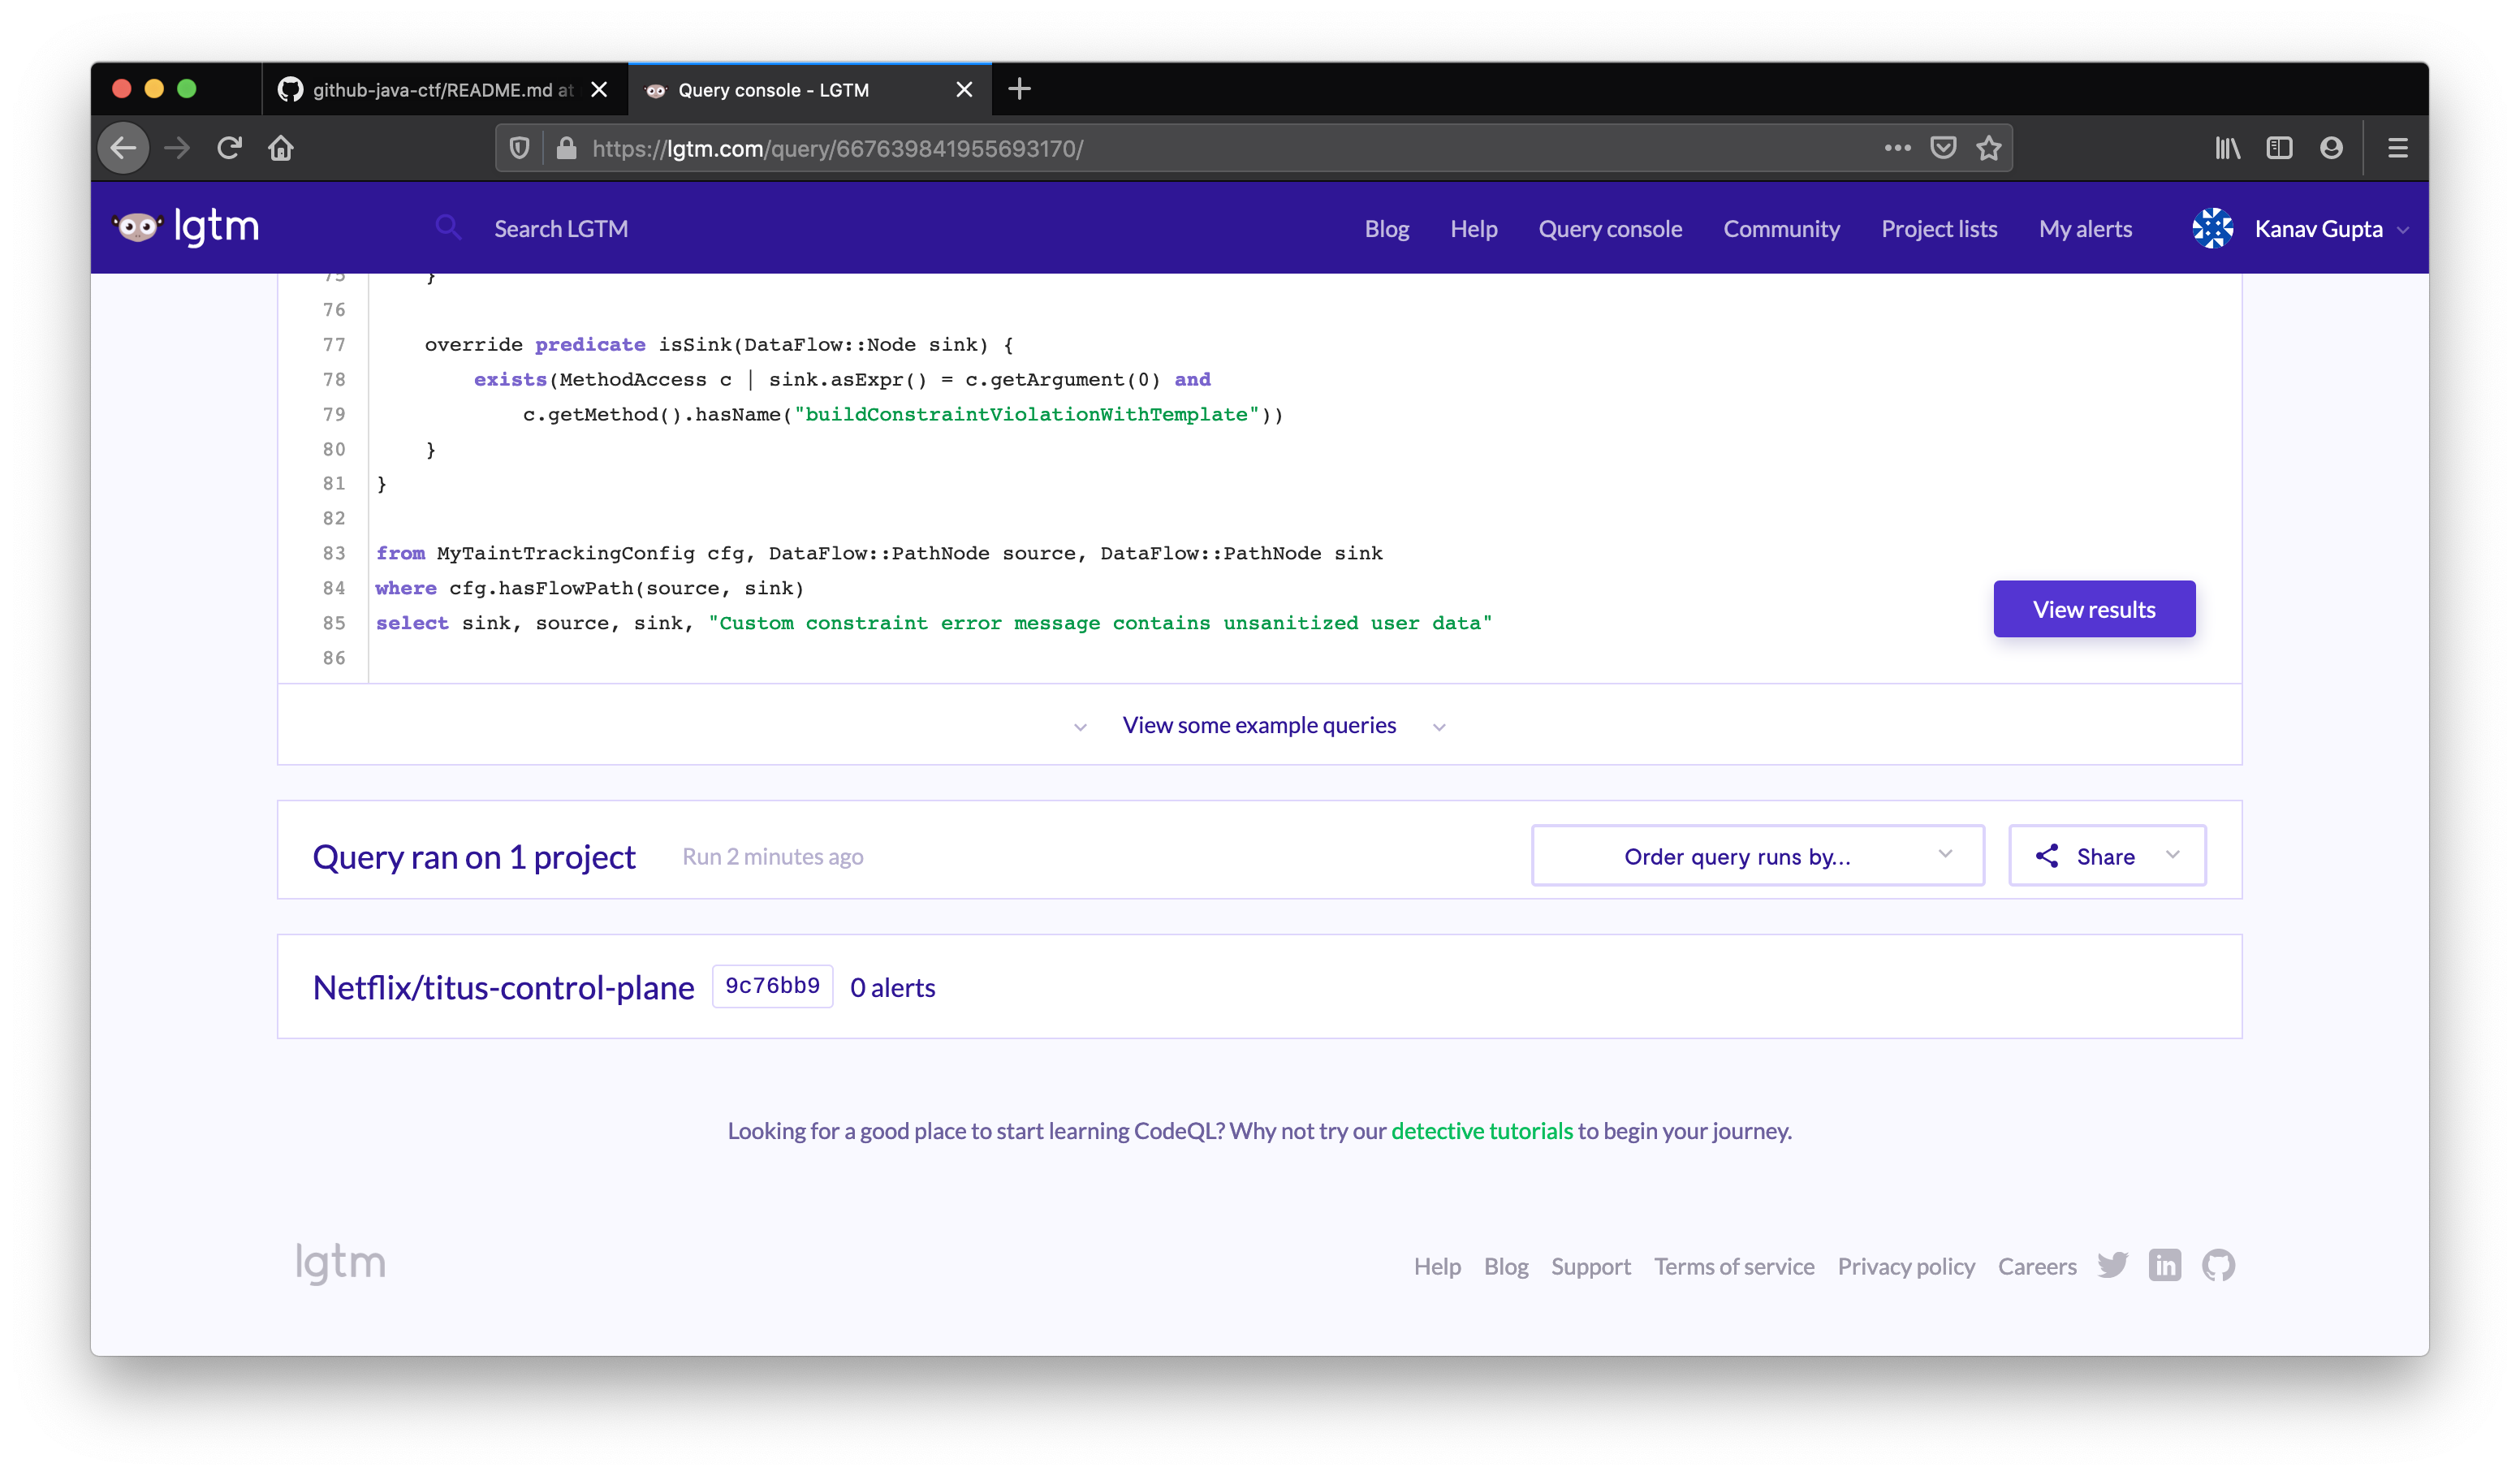 github-java-ctf/README.md at
Query console - LGTM
https://lgtm.com/query/667639841955693170/
lgtm
Search LGTM
Blog
Help
Query console
Community
Project lists
My alerts
Kanav Gupta
75 }
76
77 override predicate isSink(DataFlow::Node sink) {
78 exists(MethodAccess c | sink.asExpr() = c.getArgument(0) and
79 c.getMethod().hasName("buildConstraintViolationWithTemplate"))
80 }
81 }
82
83 from MyTaintTrackingConfig cfg, DataFlow::PathNode source, DataFlow::PathNode sink
84 where cfg.hasFlowPath(source, sink)
85 select sink, source, sink, "Custom constraint error message contains unsanitized user data"
86
View results
View some example queries
Query ran on 1 project
Run 2 minutes ago
Order query runs by...
Share
Netflix/titus-control-plane 9c76bb9 0 alerts
Looking for a good place to start learning CodeQL? Why not try our detective tutorials to begin your journey.
lgtm
Help
Blog
Support
Terms of service
Privacy policy
Careers